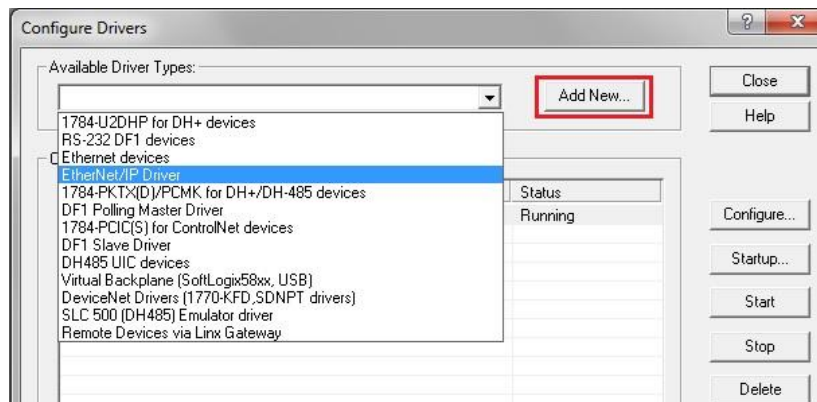 Configure Drivers
Available Driver Types:
Add New...
Close
Help
1784-U2DHP for DH+ devices
RS-232 DF1 devices
Ethernet devices
EtherNet/IP Driver
1784-PKTX(D)/PCMK for DH+/DH-485 devices
DF1 Polling Master Driver
1784-PCIC(S) for ControlNet devices
DF1 Slave Driver
DH485 UIC devices
Virtual Backplane (SoftLogix58xx, USB)
DeviceNet Drivers (1770-KFD,SDNPT drivers)
SLC 500 (DH485) Emulator driver
Remote Devices via Linx Gateway
Status
Running
Configure...
Startup...
Start
Stop
Delete